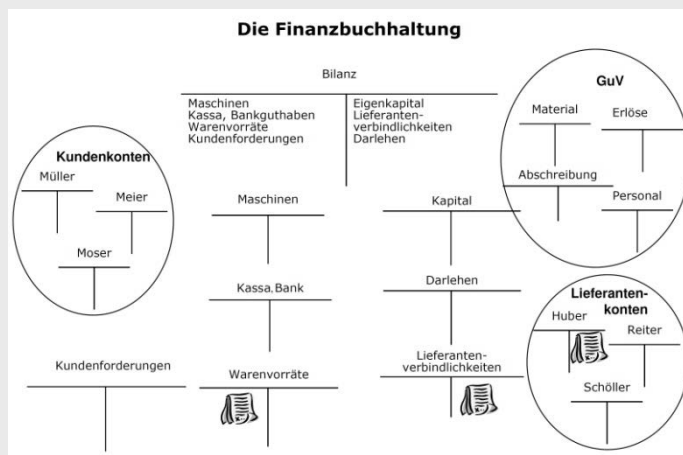 Die Finanzbuchhaltung
Bilanz
Maschinen
Kassa, Bankguthaben
Warenvorräte
Kundenforderungen
Eigenkapital
Lieferanten-
verbindlichkeiten
Darlehen
GuV
Material
Erlöse
Abschreibung
Personal
Kundenkonten
Müller
Meier
Moser
Maschinen
Kapital
Kassa,Bank
Darlehen
Kundenforderungen
Warenvorräte
Lieferanten-
verbindlichkeiten
Lieferanten-
konten
Huber
Reiter
Schöller